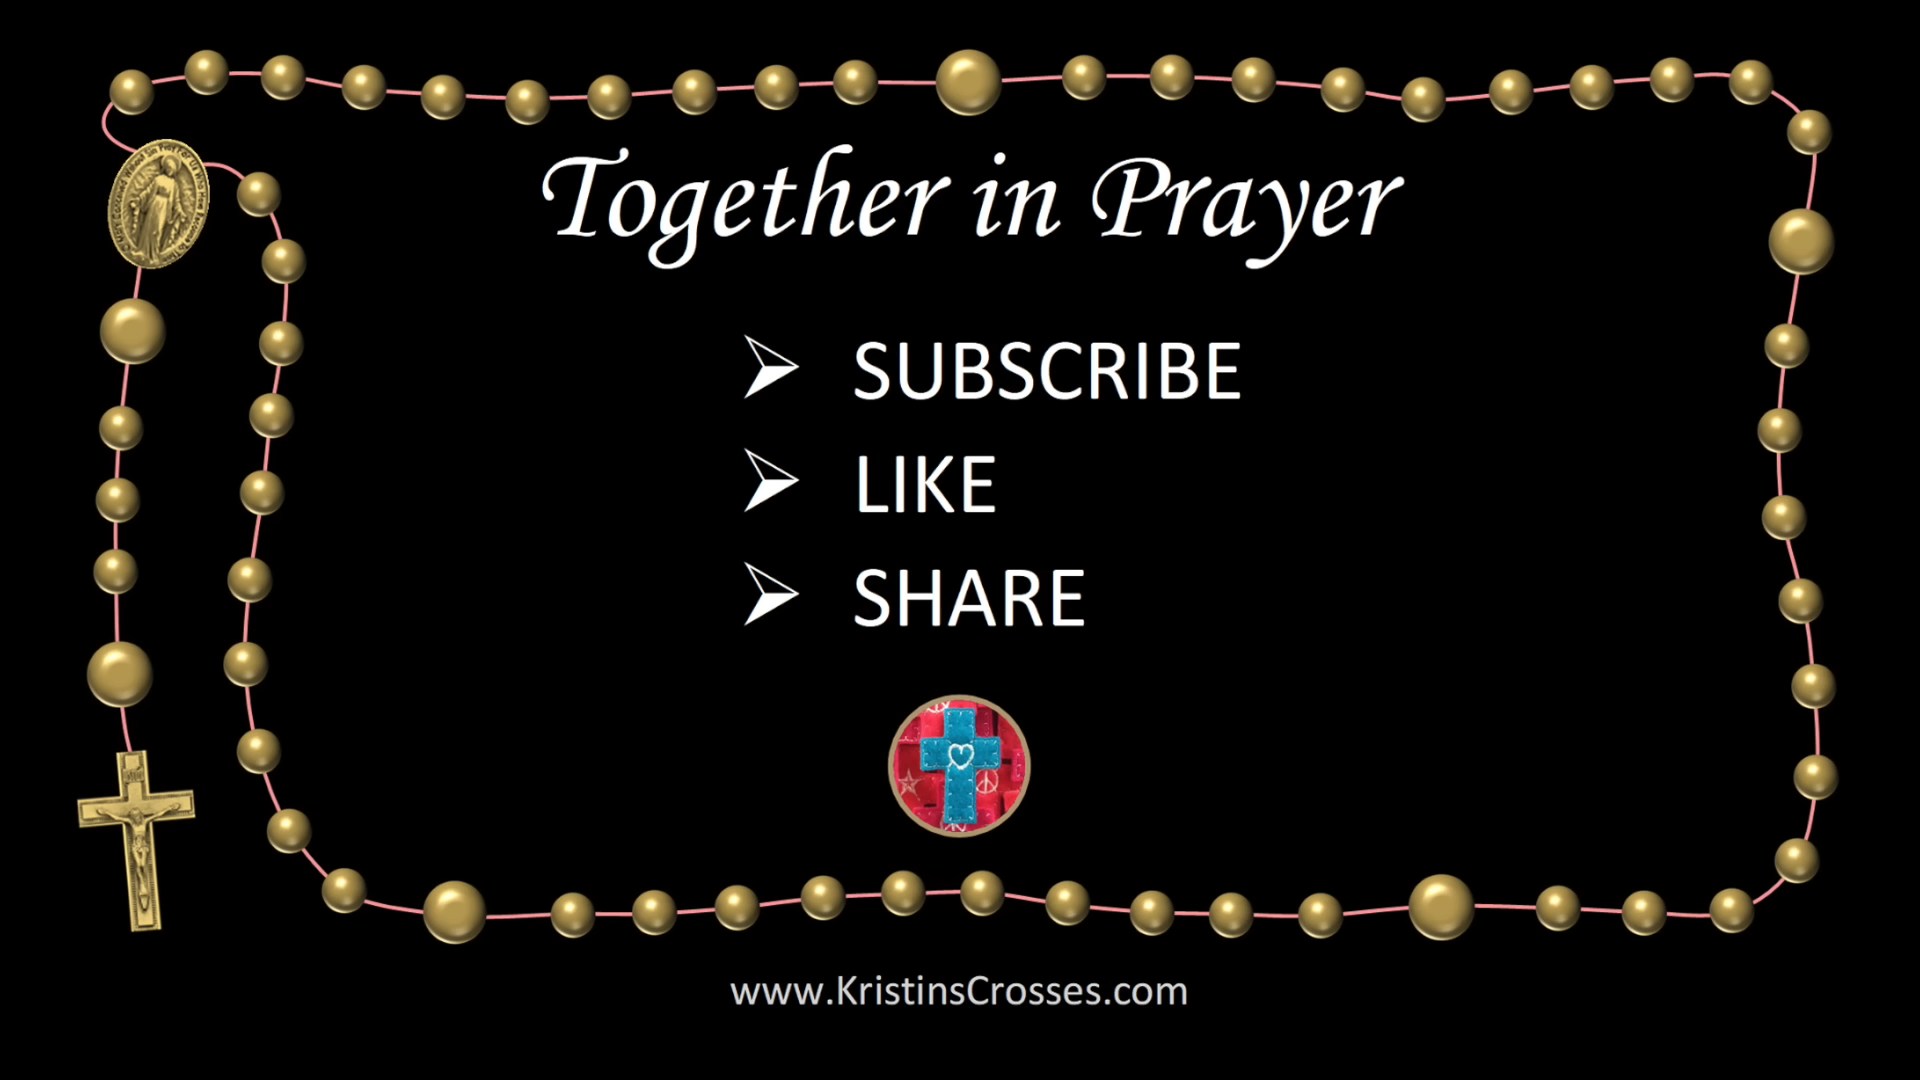 Together in Prayer
SUBSCRIBE
LIKE
SHARE
www.KristinsCrosses.com